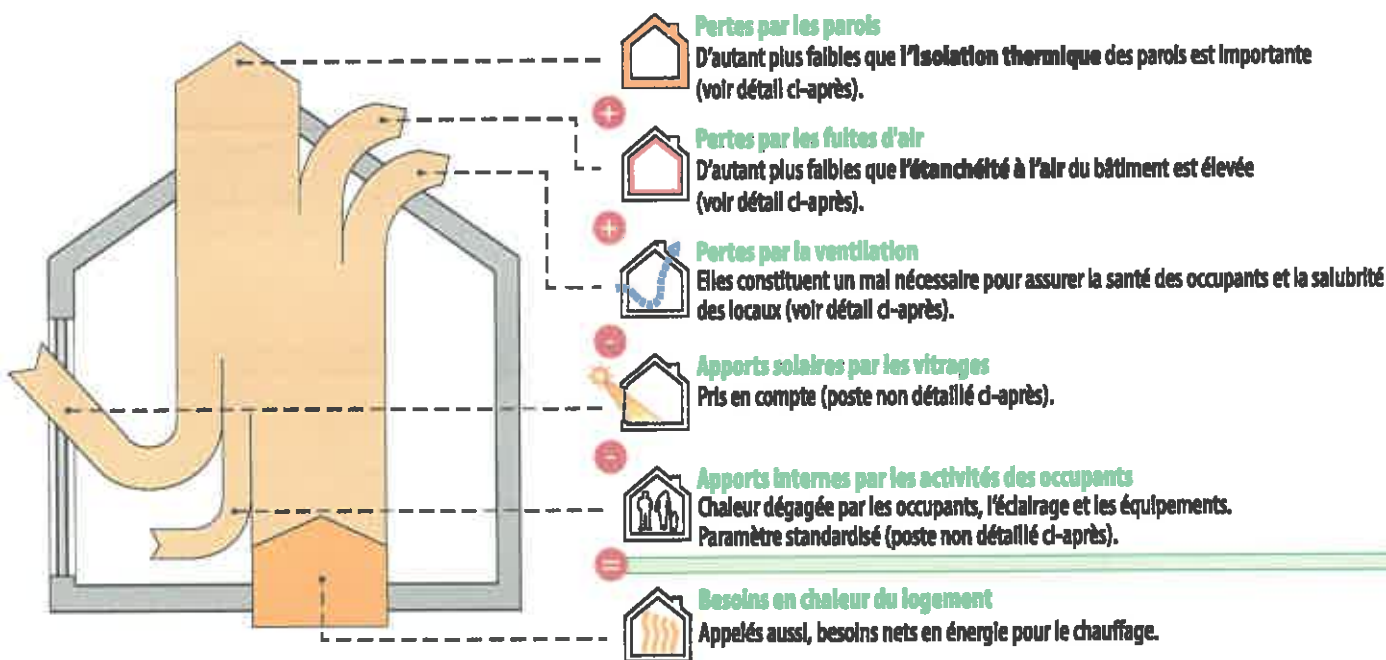 Pertes par les parois
D'autant plus faibles que l'isolation thermique des parois est importante
(voir détail ci-après).
+
Pertes par les fuites d'air
D'autant plus faibles que l'étanchéité à l'air du bâtiment est élevée
(voir détail ci-après).
+
Pertes par la ventilation
Elles constituent un mal nécessaire pour assurer la santé des occupants et la salubrité
des locaux (voir détail ci-après).
-
Apports solaires par les vitrages
Pris en compte (poste non détaillé ci-après).
-
Apports internes par les activités des occupants
Chaleur dégagée par les occupants, l'éclairage et les équipements.
Paramètre standardisé (poste non détaillé ci-après).
=
Besoins en chaleur du logement
Appelés aussi, besoins nets en énergie pour le chauffage.